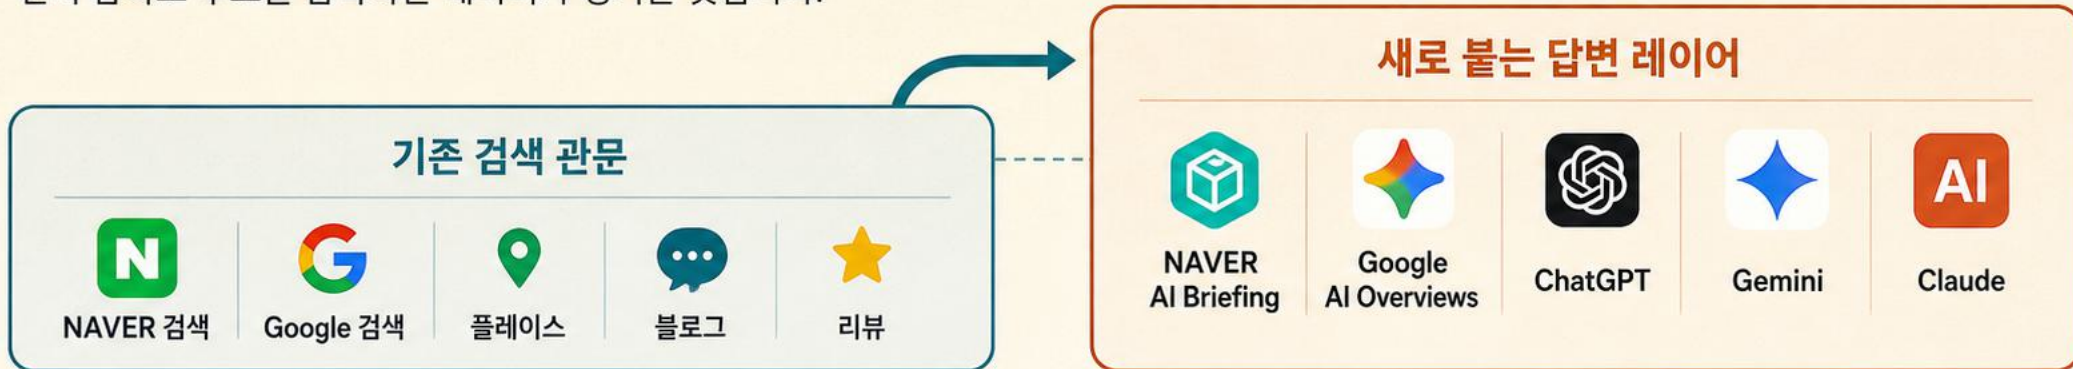 새로 붙는 답변 레이어
기존 검색 관문
N
NAVER 검색
G
Google 검색
플레이스
블로그
리뷰
NAVER
AI Briefing
Google
AI Overviews
ChatGPT
Gemini
AI
Claude